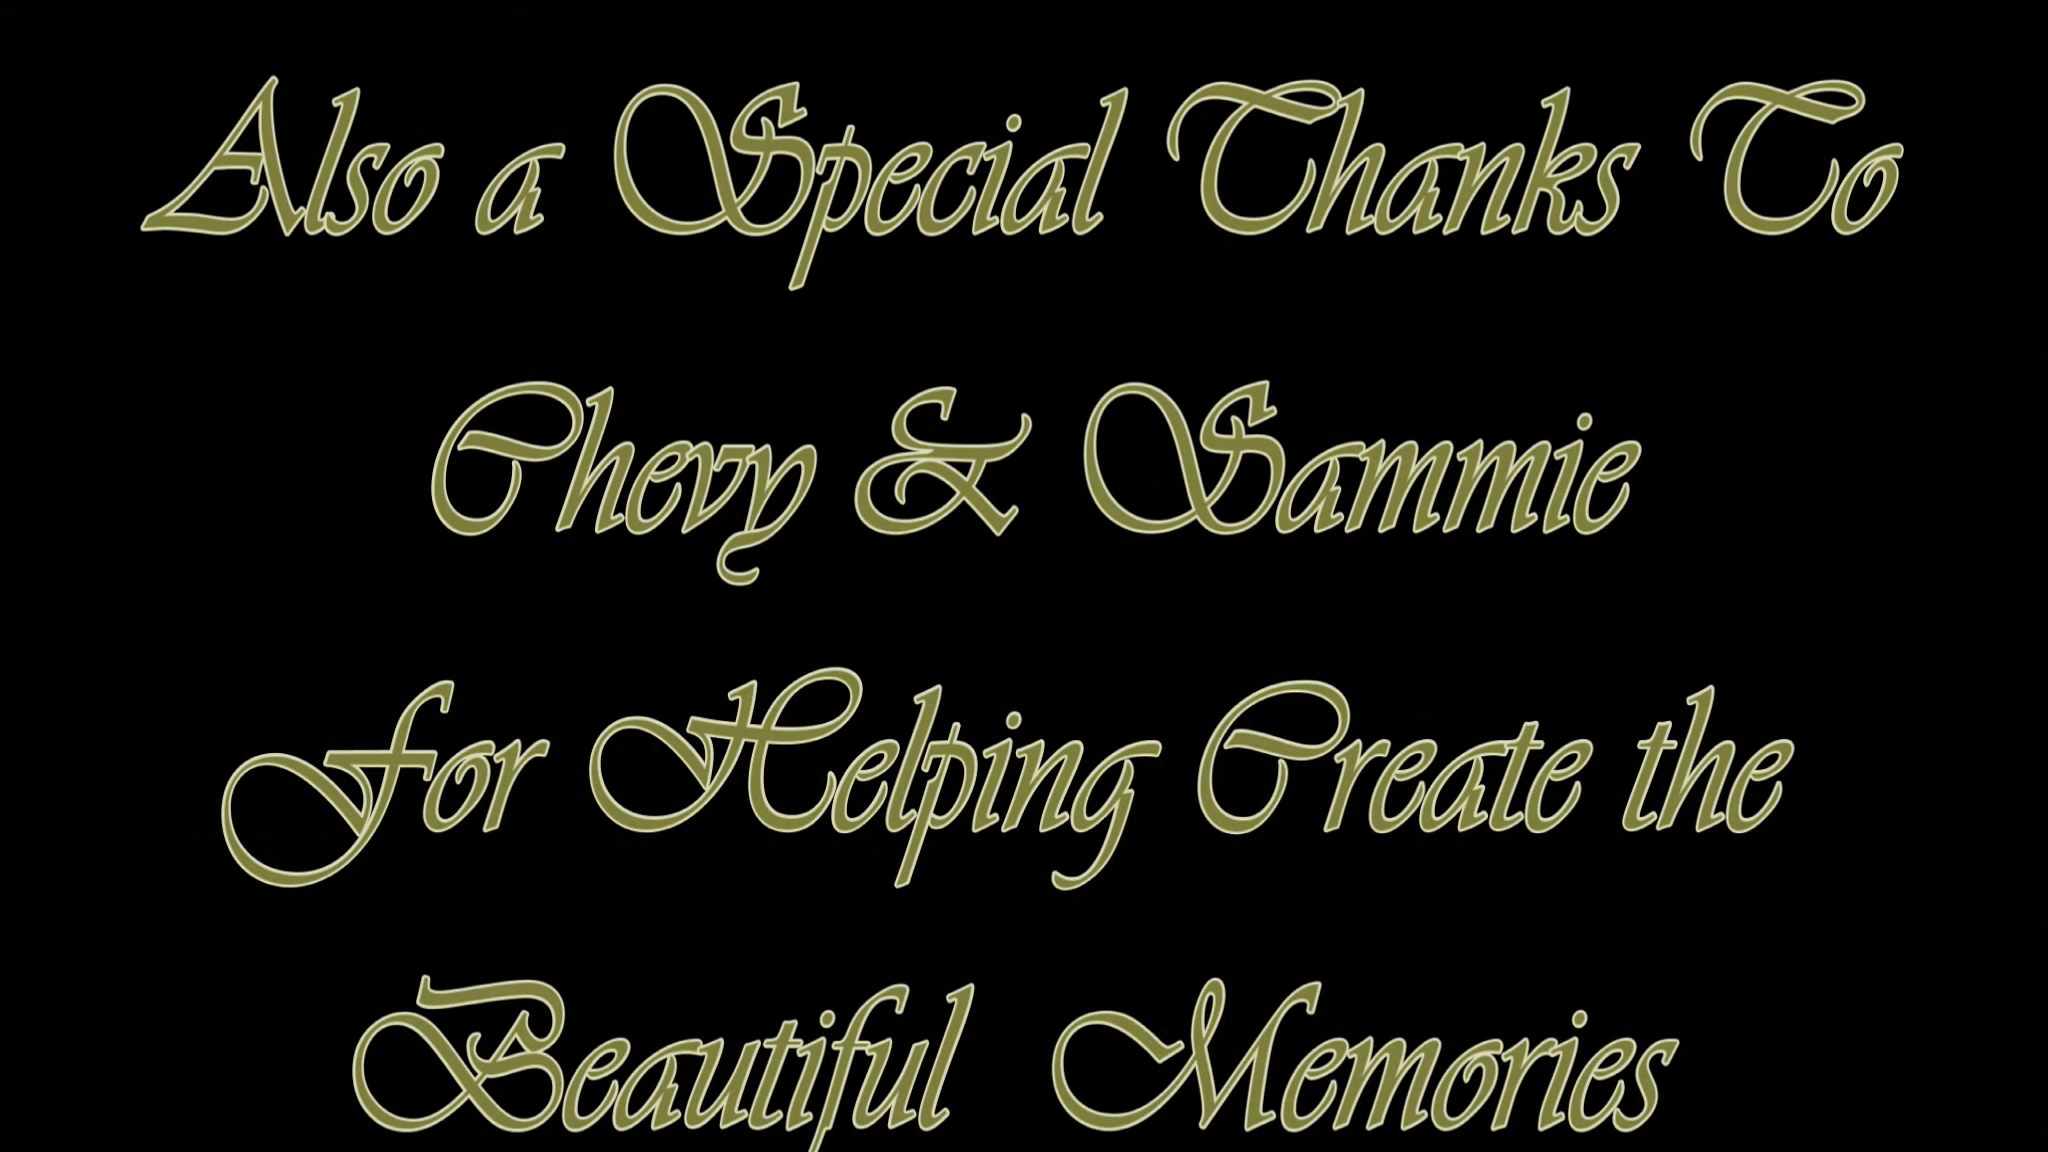 Also a Special Thanks To
Chevy & Sammie
For Helping Create the
Beautiful Memories